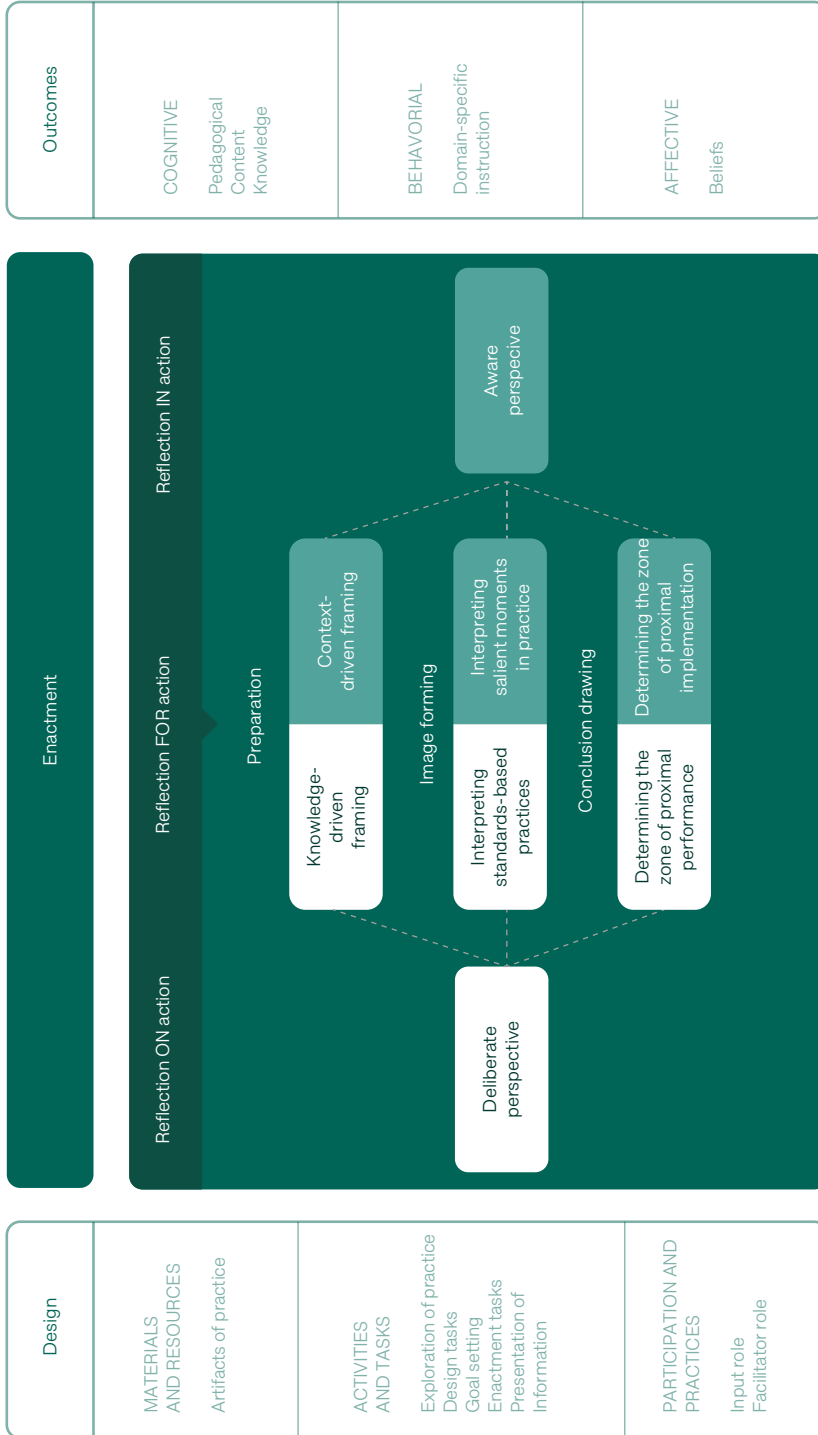 Design
MATERIALS
AND RESOURCES
Artifacts of practice
ACTIVITIES
AND TASKS
Exploration of practice
Design tasks
Goal setting
Enactment tasks
Presentation of
Information
PARTICIPATION AND
PRACTICES
Input role
Facilitator role
Enactment
Reflection ON action
Reflection FOR action
Reflection IN action
Deliberate
perspective
Preparation
Knowledge-
driven
framing
Context-
driven framing
Image forming
Interpreting
standards-based
practices
Interpreting
salient moments
in practice
Conclusion drawing
Determining the
zone of proximal
performance
Determining the zone
of proximal
implementation
Aware
perspecive
Outcomes
COGNITIVE
Pedagogical
Content
Knowledge
BEHAVORIAL
Domain-specific
instruction
AFFECTIVE
Beliefs